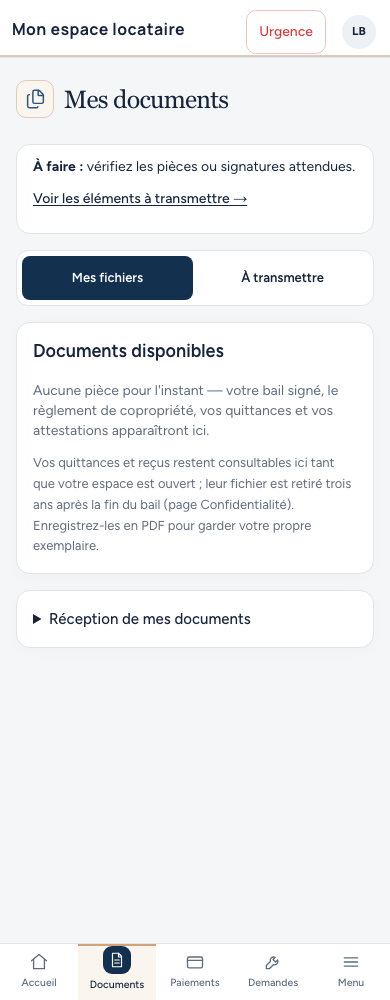 Mon espace locataire
Urgence
LB
Mes documents
À faire : vérifiez les pièces ou signatures attendues.
Voir les éléments à transmettre →
Mes fichiers
À transmettre
Documents disponibles
Aucune pièce pour l'instant — votre bail signé, le
règlement de copropriété, vos quittances et vos
attestations apparaîtront ici.
Vos quittances et reçus restent consultables ici tant
que votre espace est ouvert ; leur fichier est retiré trois
ans après la fin du bail (page Confidentialité).
Enregistrez-les en PDF pour garder votre propre
exemplaire.
Réception de mes documents
Accueil
Documents
Paiements
Demandes
Menu